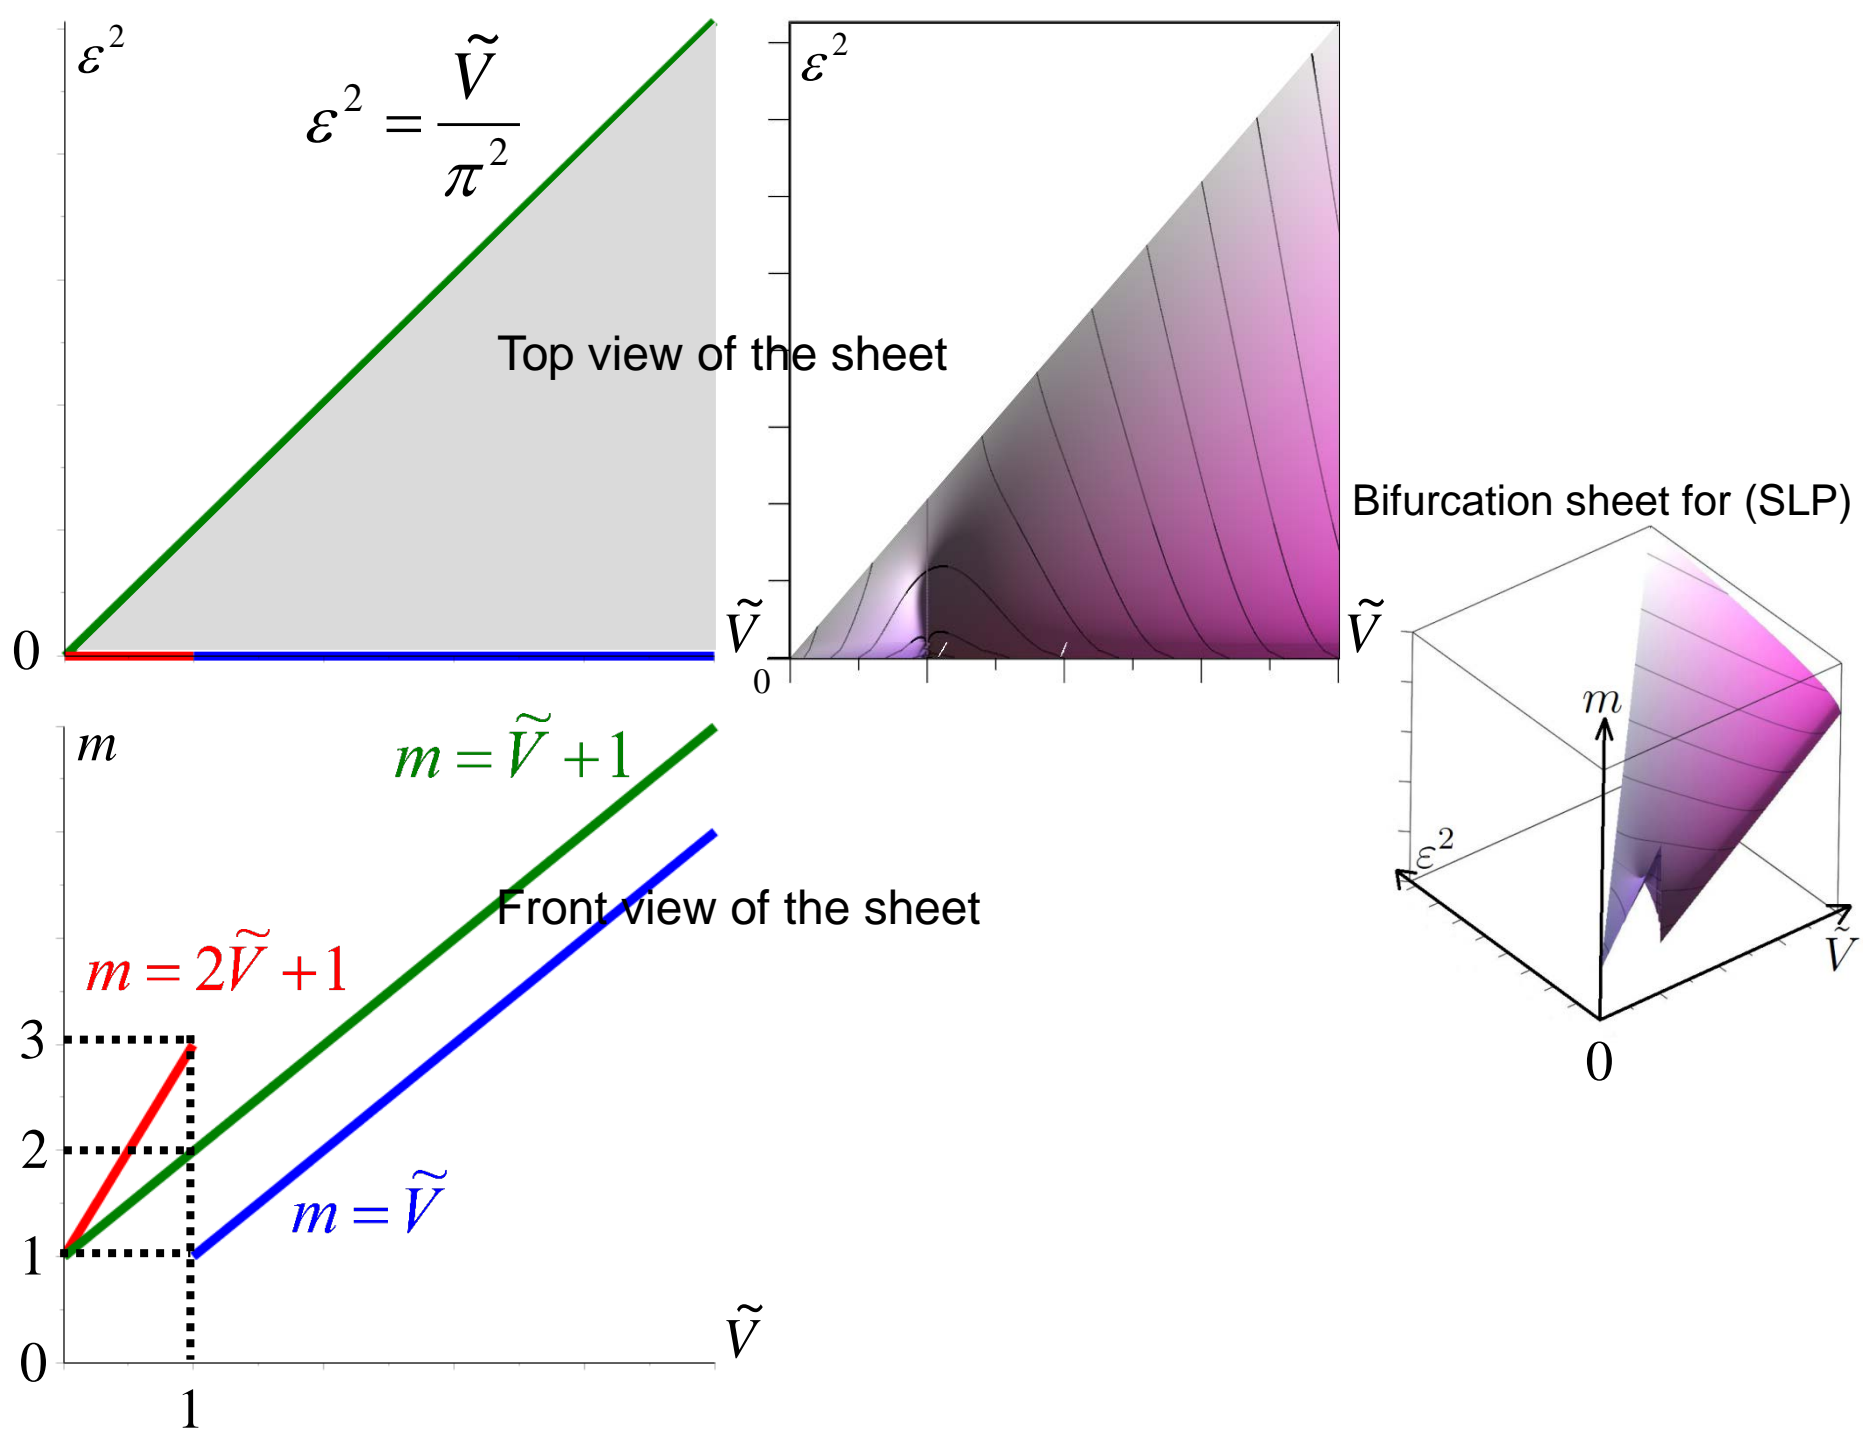 ε²
ε² = Ṽ / π²
Top view of the sheet
0
Ṽ
ε²
0
Ṽ
Bifurcation sheet for (SLP)
m
ε²
Ṽ
0
m
m = Ṽ + 1
Front view of the sheet
m = 2Ṽ + 1
3
2
m = Ṽ
1
0
Ṽ
1